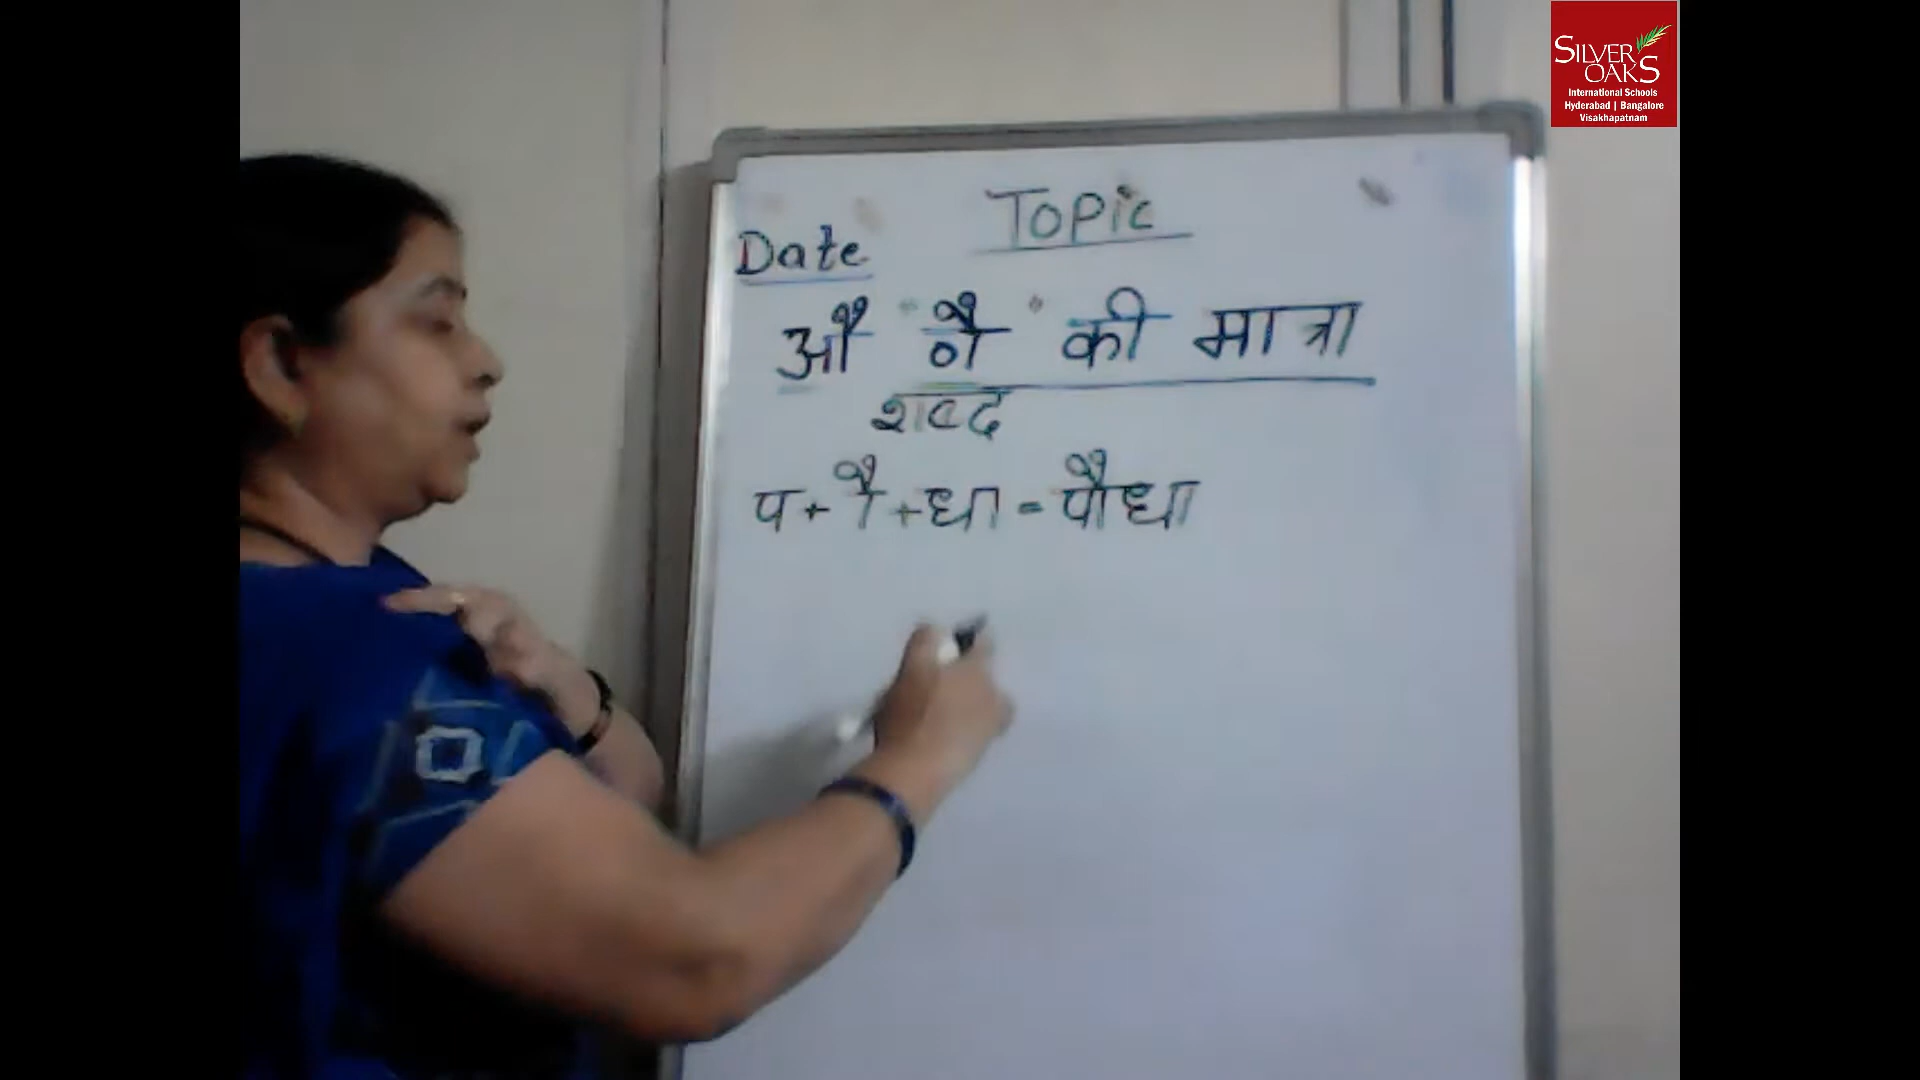 SILVER
OAKS
International Schools
Hyderabad | Bangalore
Visakhapatnam
Topic
Date
औ " ौ " की मात्रा
शब्द
प + ौ + धा = पौधा